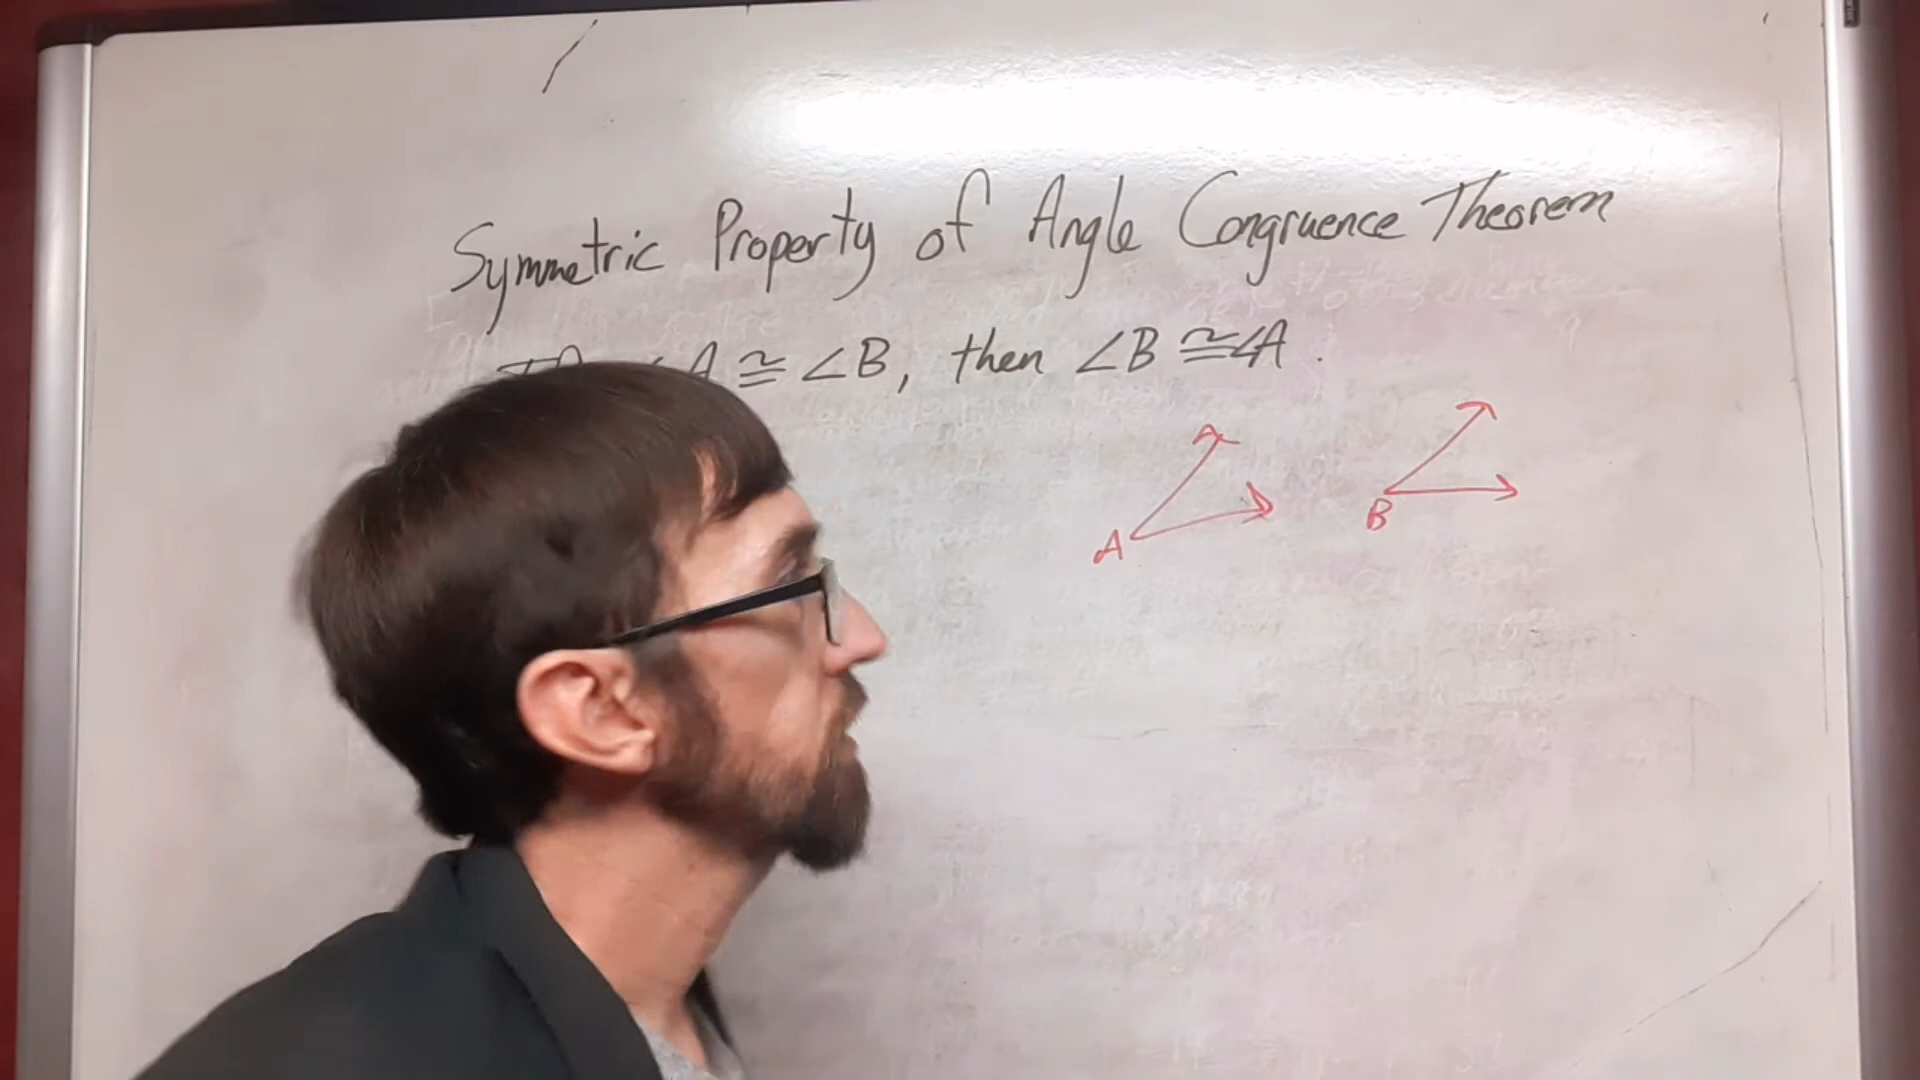 Symmetric Property of Angle Congruence Theorem
A ≅ ∠B, then ∠B ≅ ∠A.
A
B